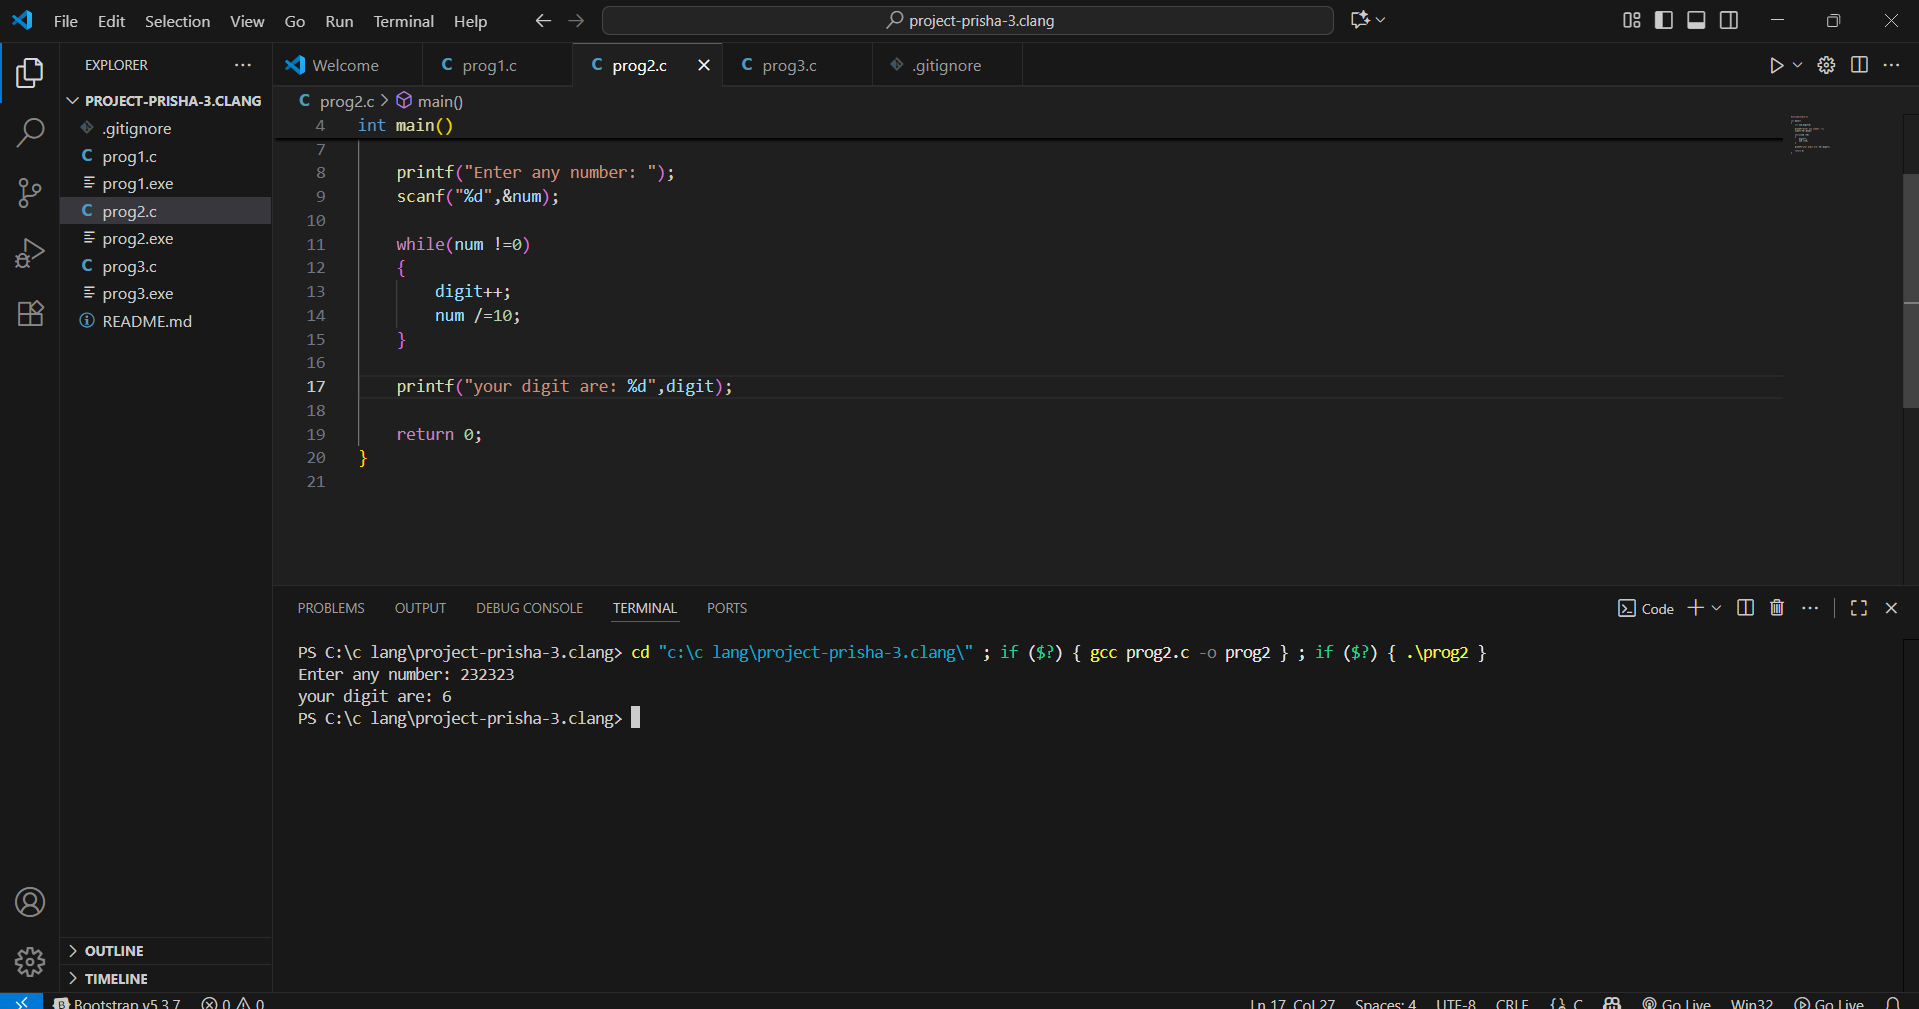 File Edit Selection View Go Run Terminal Help
project-prisha-3.clang
EXPLORER
PROJECT-PRISHA-3.CLANG
.gitignore
C prog1.c
prog1.exe
C prog2.c
prog2.exe
C prog3.c
prog3.exe
README.md
OUTLINE
TIMELINE
Welcome C prog1.c C prog2.c C prog3.c .gitignore
C prog2.c > main()
4 int main()
7
8 printf("Enter any number: ");
9 scanf("%d",&num);
10
11 while(num !=0)
12 {
13 digit++;
14 num /=10;
15 }
16
17 printf("your digit are: %d",digit);
18
19 return 0;
20 }
21
PROBLEMS OUTPUT DEBUG CONSOLE TERMINAL PORTS
Code
PS C:\c lang\project-prisha-3.clang> cd "c:\c lang\project-prisha-3.clang\" ; if ($?) { gcc prog2.c -o prog2 } ; if ($?) { .\prog2 }
Enter any number: 232323
your digit are: 6
PS C:\c lang\project-prisha-3.clang>
B Bootstrap v5.3.7 0 0 Ln 17, Col 27 Spaces: 4 UTF-8 CRLF {} C Go Live Win32 Go Live